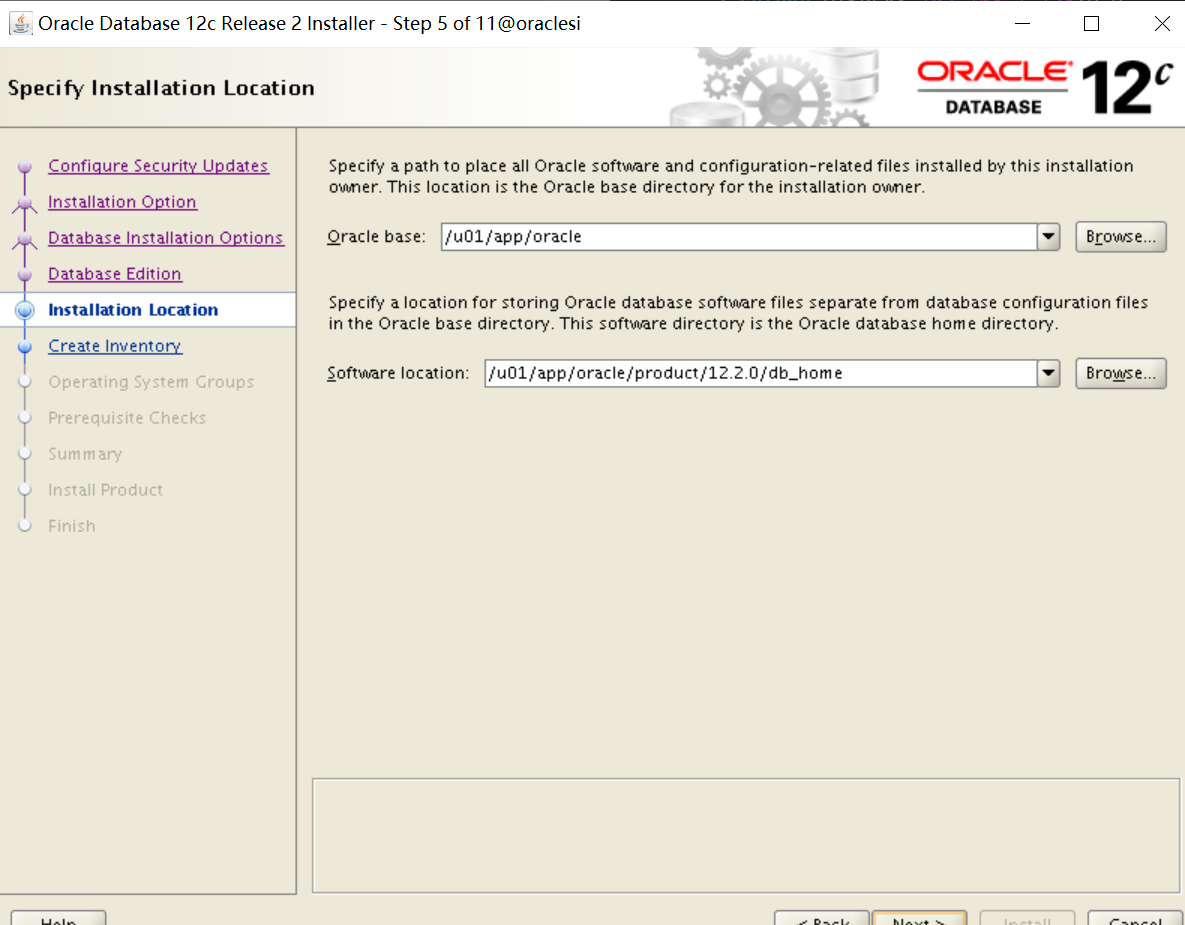 Oracle Database 12c Release 2 Installer - Step 5 of 11@oraclesi
Specify Installation Location
ORACLE
DATABASE
12c
Configure Security Updates
Installation Option
Database Installation Options
Database Edition
Installation Location
Create Inventory
Operating System Groups
Prerequisite Checks
Summary
Install Product
Finish
Specify a path to place all Oracle software and configuration-related files installed by this installation
owner. This location is the Oracle base directory for the installation owner.
Oracle base: /u01/app/oracle Browse...
Specify a location for storing Oracle database software files separate from database configuration files
in the Oracle base directory. This software directory is the Oracle database home directory.
Software location: /u01/app/oracle/product/12.2.0/db_home Browse...
Help < Back Next > Install Cancel